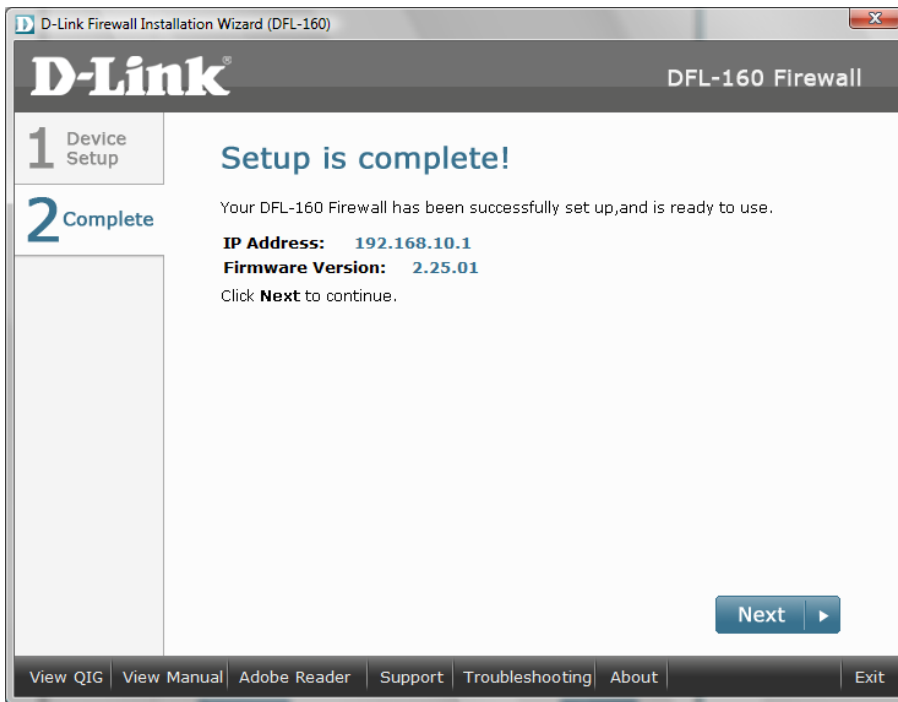 D-Link Firewall Installation Wizard (DFL-160)
D-Link®
DFL-160 Firewall
1 Device
Setup
2 Complete
Setup is complete!
Your DFL-160 Firewall has been successfully set up,and is ready to use.
IP Address: 192.168.10.1
Firmware Version: 2.25.01
Click Next to continue.
Next
View QIG View Manual Adobe Reader Support Troubleshooting About Exit